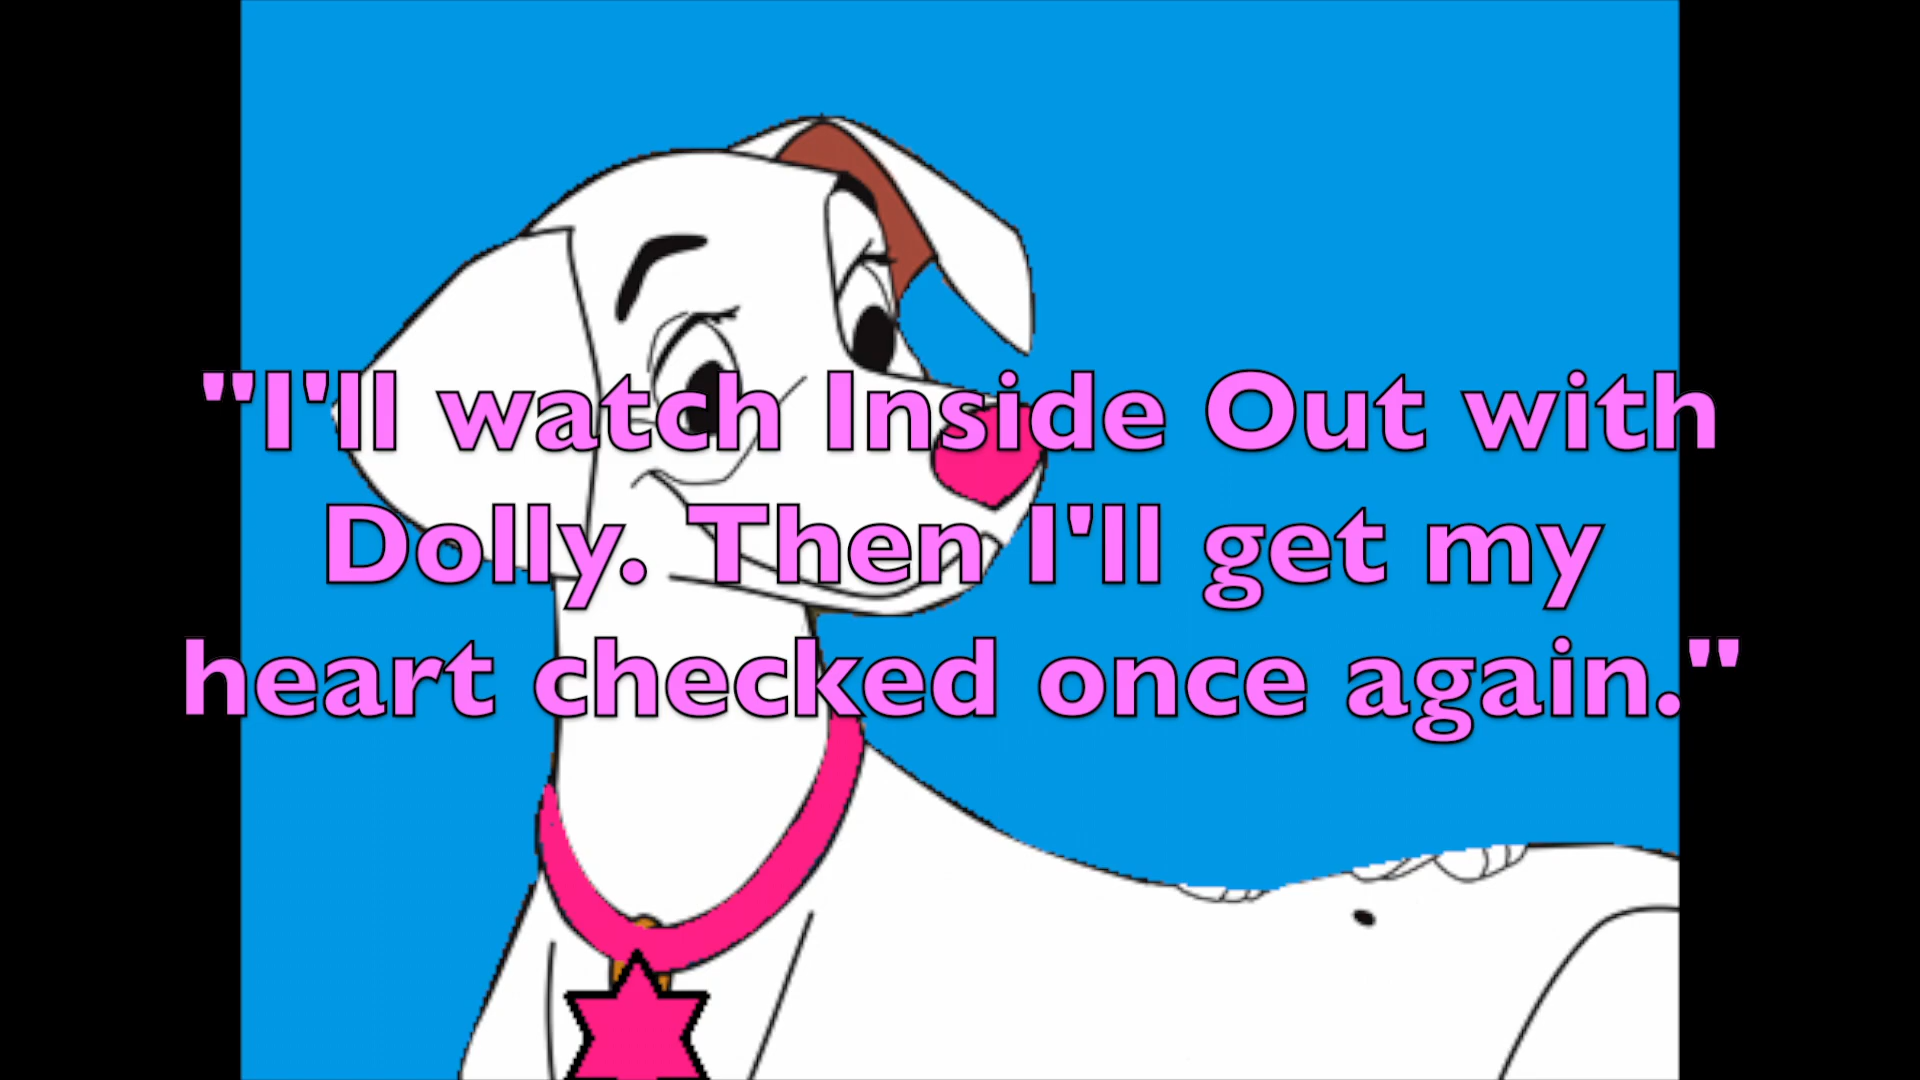 "I'll watch Inside Out with
Dolly. Then I'll get my
heart checked once again."